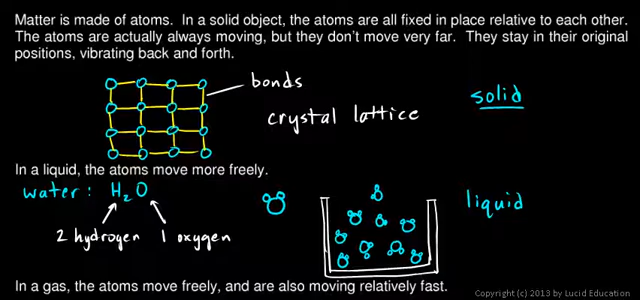 Matter is made of atoms. In a solid object, the atoms are all fixed in place relative to each other.
The atoms are actually always moving, but they don't move very far. They stay in their original
positions, vibrating back and forth.
bonds
solid
crystal lattice
In a liquid, the atoms move more freely.
water: H₂O
liquid
2 hydrogen 1 oxygen
In a gas, the atoms move freely, and are also moving relatively fast.
Copyright (c) 2013 by Lucid Education